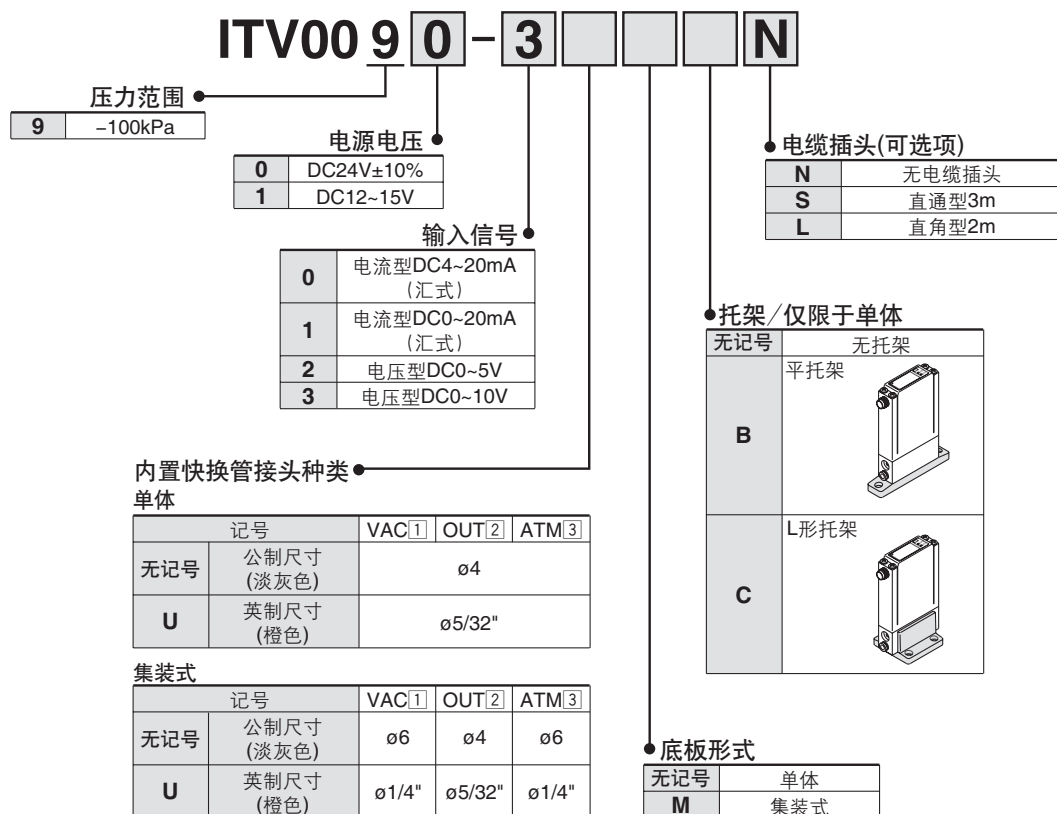 ITV00 9 0 - 3 N
压力范围
9 –100kPa
电源电压
0 DC24V±10%
1 DC12~15V
输入信号
0 电流型DC4~20mA
(汇式)
1 电流型DC0~20mA
(汇式)
2 电压型DC0~5V
3 电压型DC0~10V
内置快换管接头种类
单体
记号 VAC1 OUT2 ATM3
无记号 公制尺寸
(淡灰色) ø4
U 英制尺寸
(橙色) ø5/32"
集装式
记号 VAC1 OUT2 ATM3
无记号 公制尺寸
(淡灰色) ø6 ø4 ø6
U 英制尺寸
(橙色) ø1/4" ø5/32" ø1/4"
电缆插头(可选项)
N 无电缆插头
S 直通型3m
L 直角型2m
托架/仅限于单体
无记号 无托架
B 平托架
C L形托架
底板形式
无记号 单体
M 集装式